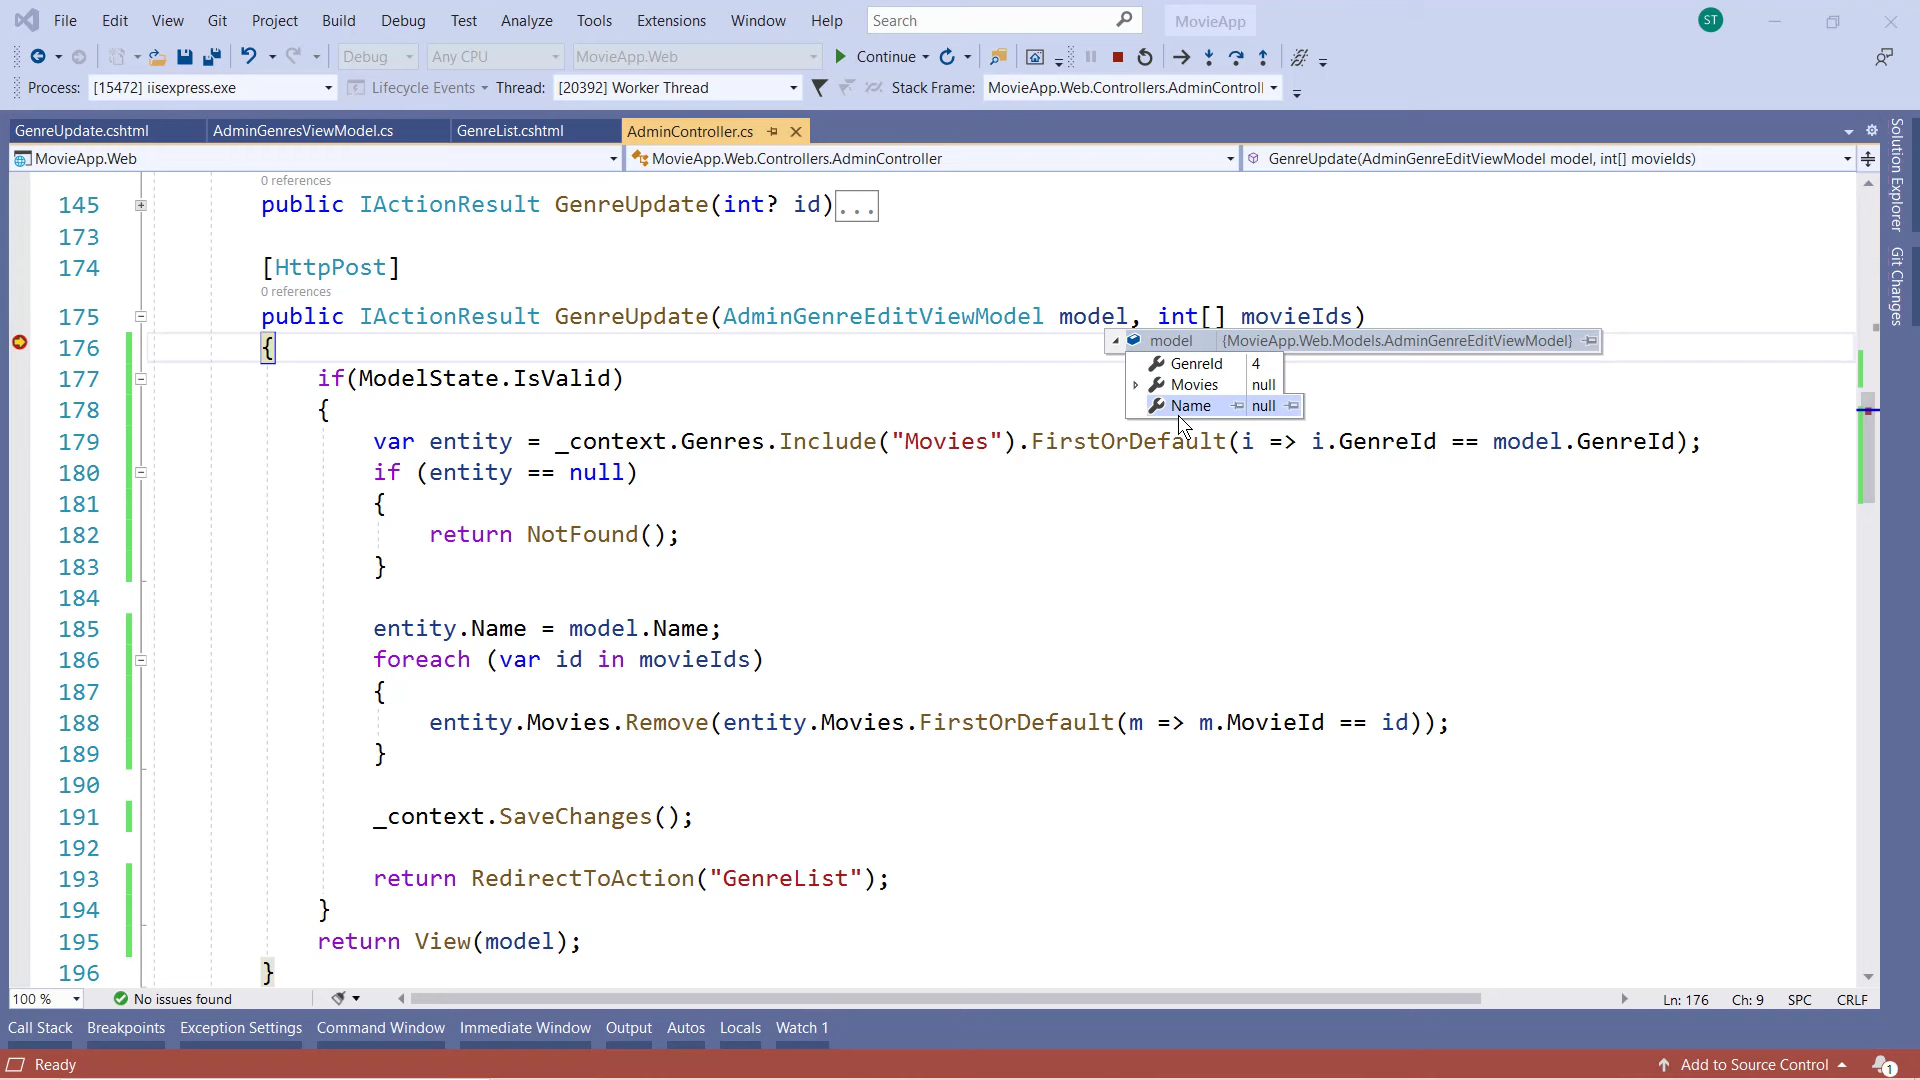 File Edit View Git Project Build Debug Test Analyze Tools Extensions Window Help Search MovieApp ST
Debug Any CPU MovieApp.Web Continue
Process: [15472] iisexpress.exe Lifecycle Events Thread: [20392] Worker Thread Stack Frame: MovieApp.Web.Controllers.AdminControll
GenreUpdate.cshtml AdminGenresViewModel.cs GenreList.cshtml AdminController.cs
MovieApp.Web MovieApp.Web.Controllers.AdminController GenreUpdate(AdminGenreEditViewModel model, int[] movieIds)
0 references
145 public IActionResult GenreUpdate(int? id)...
173
174 [HttpPost]
0 references
175 public IActionResult GenreUpdate(AdminGenreEditViewModel model, int[] movieIds)
model {MovieApp.Web.Models.AdminGenreEditViewModel}
GenreId 4
Movies null
Name null
176 {
177 if(ModelState.IsValid)
178 {
179 var entity = _context.Genres.Include("Movies").FirstOrDefault(i => i.GenreId == model.GenreId);
180 if (entity == null)
181 {
182 return NotFound();
183 }
184
185 entity.Name = model.Name;
186 foreach (var id in movieIds)
187 {
188 entity.Movies.Remove(entity.Movies.FirstOrDefault(m => m.MovieId == id));
189 }
190
191 _context.SaveChanges();
192
193 return RedirectToAction("GenreList");
194 }
195 return View(model);
196 }
Solution Explorer
Git Changes
100 % No issues found Ln: 176 Ch: 9 SPC CRLF
Call Stack Breakpoints Exception Settings Command Window Immediate Window Output Autos Locals Watch 1
Ready Add to Source Control 1